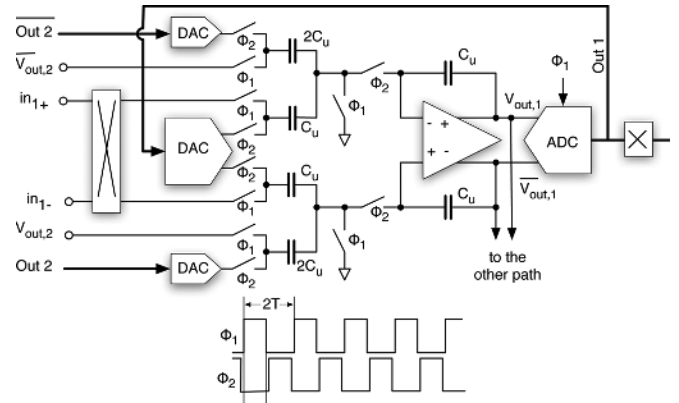 Out 2
DAC
Φ2
2Cu
V̅out,2
Φ1
in1+
Φ1
Cu
DAC
Φ2
Φ2
Cu
in1-
Φ1
Vout,2
Φ1
Out 2
DAC
Φ2
2Cu
Φ1
Φ2
Φ1
Φ2
Cu
- +
+ -
Cu
Vout,1
V̅out,1
Φ1
ADC
Out 1
to the
other path
2T
Φ1
Φ2